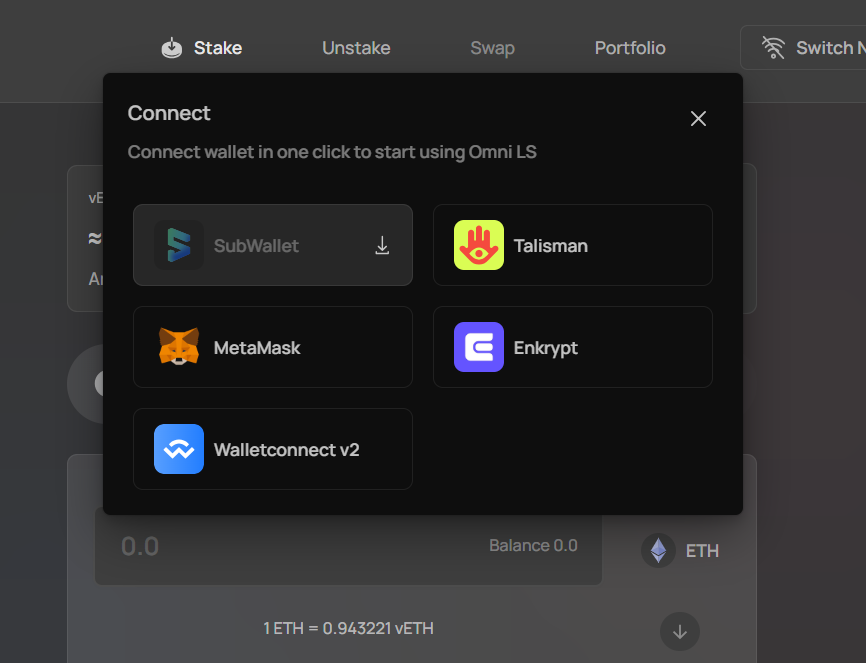 Stake Unstake Swap Portfolio Switch N
Connect
Connect wallet in one click to start using Omni LS
vE
≈
Ar
SubWallet Talisman
MetaMask Enkrypt
Walletconnect v2
0.0 Balance 0.0 ETH
1 ETH = 0.943221 vETH